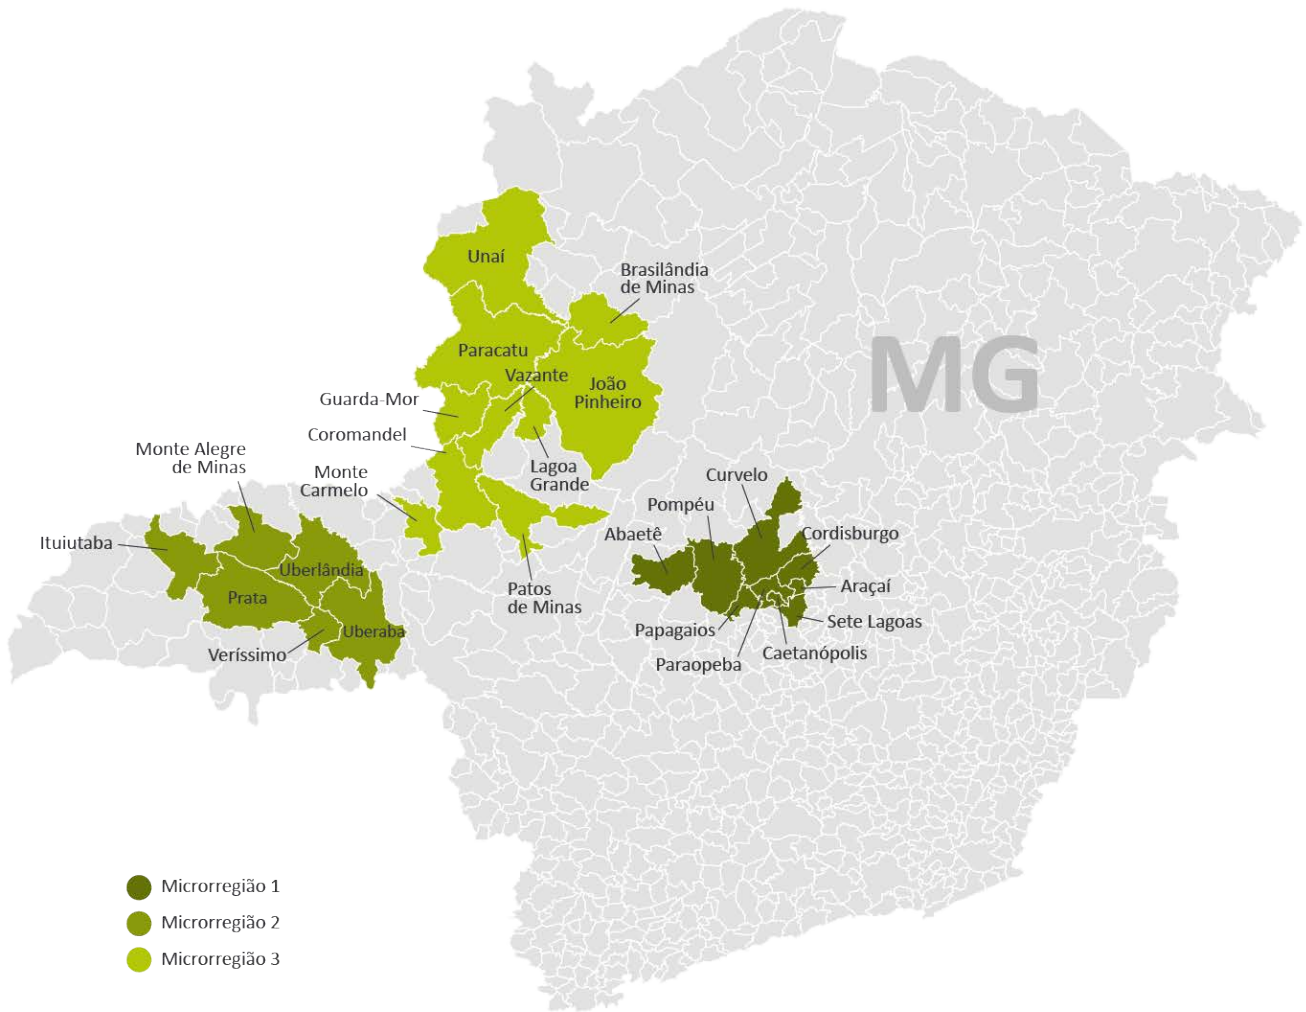 Unaí
Brasilândia
de Minas
MG
Paracatu
Vazante
João
Pinheiro
Guarda-Mor
Coromandel
Monte Alegre
de Minas
Monte
Carmelo
Lagoa
Grande
Curvelo
Pompéu
Abaetê
Cordisburgo
Ituiutaba
Uberlândia
Prata
Patos
de Minas
Araçaí
Sete Lagoas
Papagaios
Uberaba
Veríssimo
Caetanópolis
Paraopeba
Microrregião 1
Microrregião 2
Microrregião 3